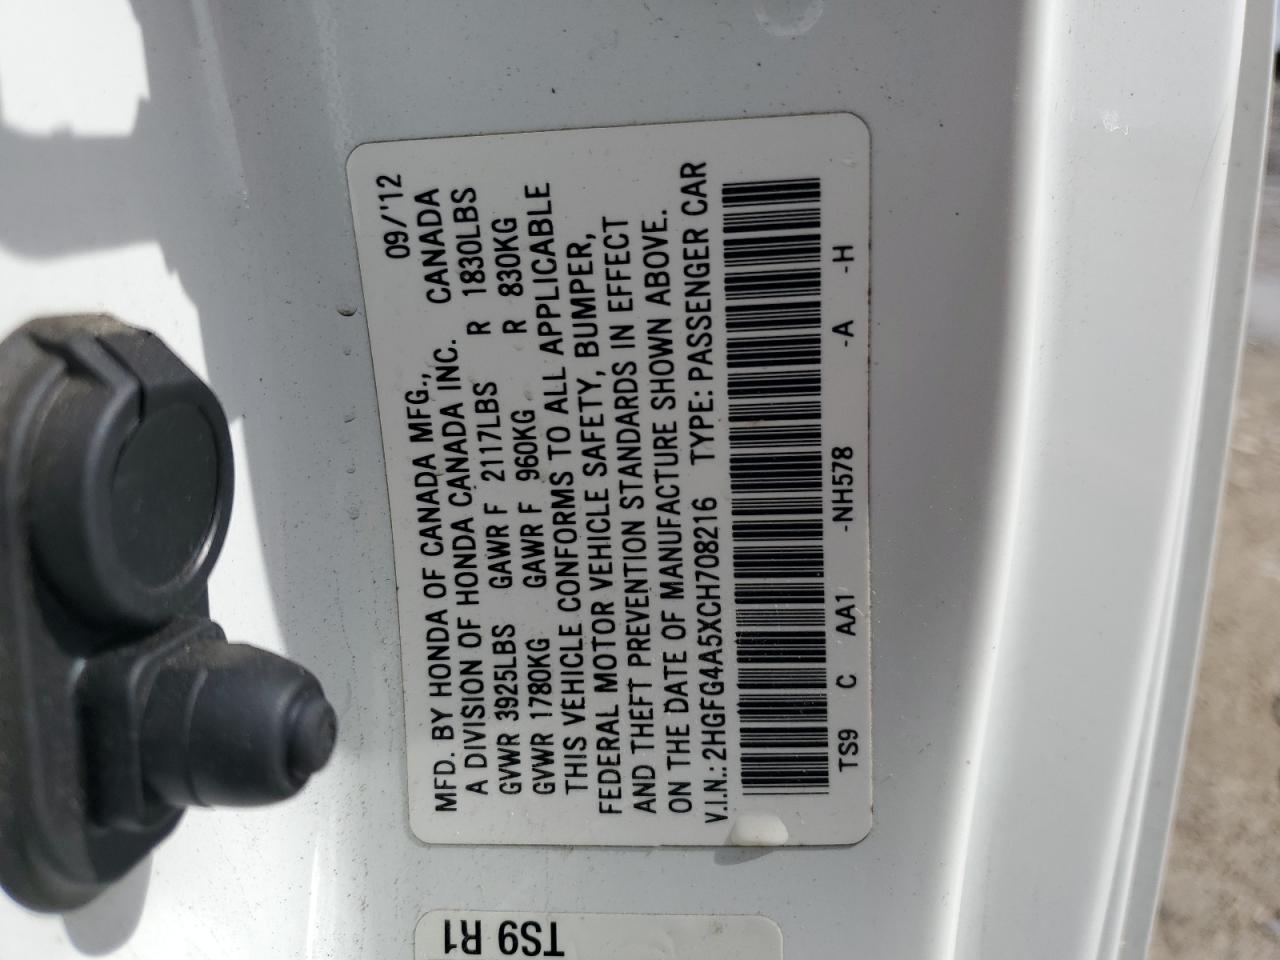 09/'12
MFD. BY HONDA OF CANADA MFG., CANADA
A DIVISION OF HONDA CANADA INC.
GVWR 3925LBS GAWR F 2117LBS R 1830LBS
GVWR 1780KG GAWR F 960KG R 830KG
THIS VEHICLE CONFORMS TO ALL APPLICABLE
FEDERAL MOTOR VEHICLE SAFETY, BUMPER,
AND THEFT PREVENTION STANDARDS IN EFFECT
ON THE DATE OF MANUFACTURE SHOWN ABOVE.
V.I.N.: 2HGFG4A5XCH708216 TYPE: PASSENGER CAR
TS9 C AA1 -NH578 -A -H
TS9 R1